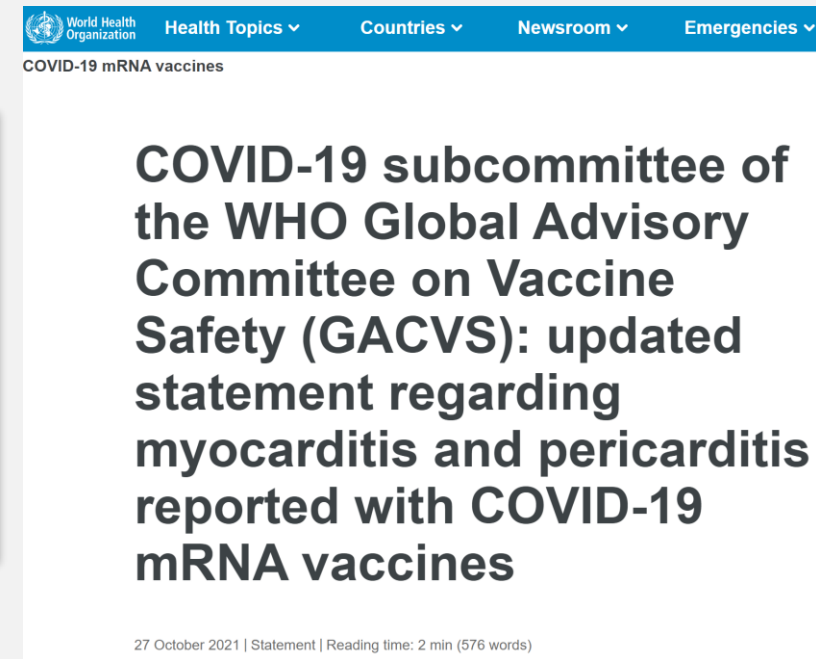 World Health Organization Health Topics Countries Newsroom Emergencies
COVID-19 mRNA vaccines
COVID-19 subcommittee of
the WHO Global Advisory
Committee on Vaccine
Safety (GACVS): updated
statement regarding
myocarditis and pericarditis
reported with COVID-19
mRNA vaccines
27 October 2021 | Statement | Reading time: 2 min (576 words)